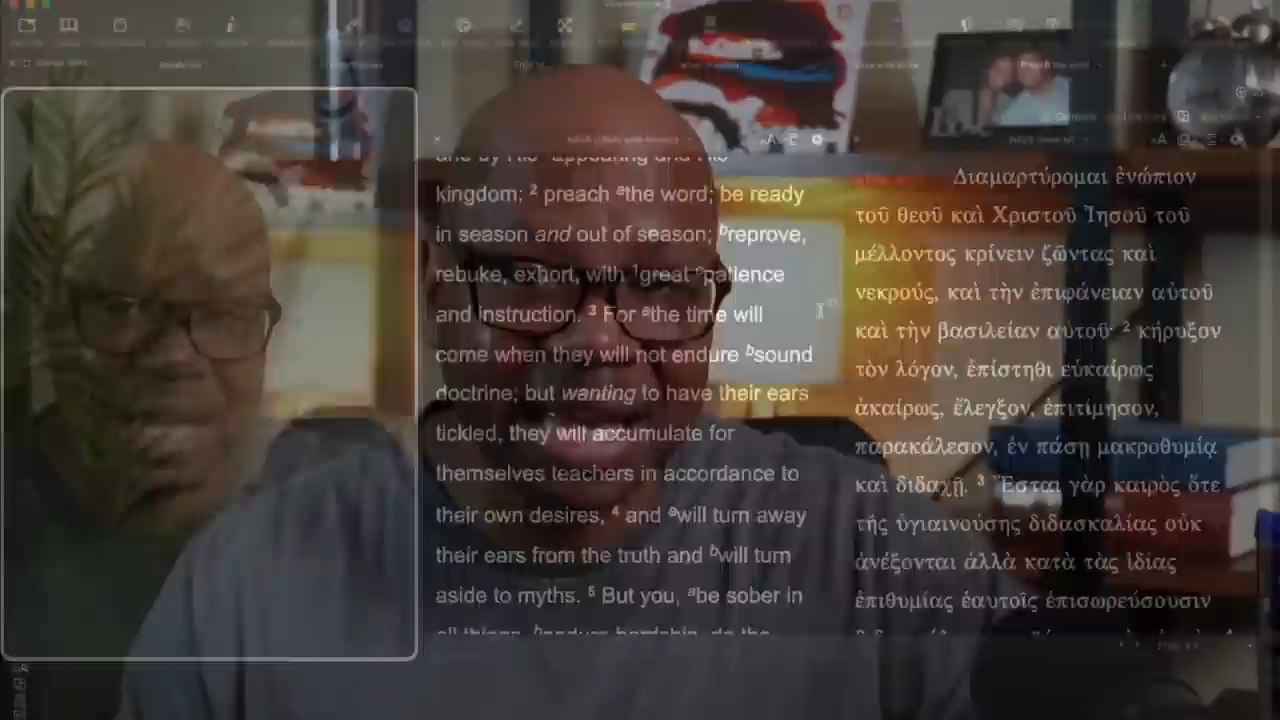 kingdom; 2 preach athe word; be ready
in season and out of season; breprove,
rebuke, exhort, with 1great cpatience
and instruction. 3 For athe time will
come when they will not endure bsound
doctrine; but wanting to have their ears
tickled, they will accumulate for
themselves teachers in accordance to
their own desires, 4 and awill turn away
their ears from the truth and bwill turn
aside to myths. 5 But you, abe sober in
Διαμαρτύρομαι ἐνώπιον
τοῦ θεοῦ καὶ Χριστοῦ Ἰησοῦ τοῦ
μέλλοντος κρίνειν ζῶντας καὶ
νεκρούς, καὶ τὴν ἐπιφάνειαν αὐτοῦ
καὶ τὴν βασιλείαν αὐτοῦ· 2 κήρυξον
τὸν λόγον, ἐπίστηθι εὐκαίρως
ἀκαίρως, ἔλεγξον, ἐπιτίμησον,
παρακάλεσον, ἐν πάσῃ μακροθυμίᾳ
καὶ διδαχῇ. 3 Ἔσται γὰρ καιρὸς ὅτε
τῆς ὑγιαινούσης διδασκαλίας οὐκ
ἀνέξονται ἀλλὰ κατὰ τὰς ἰδίας
ἐπιθυμίας ἑαυτοῖς ἐπισωρεύσουσιν